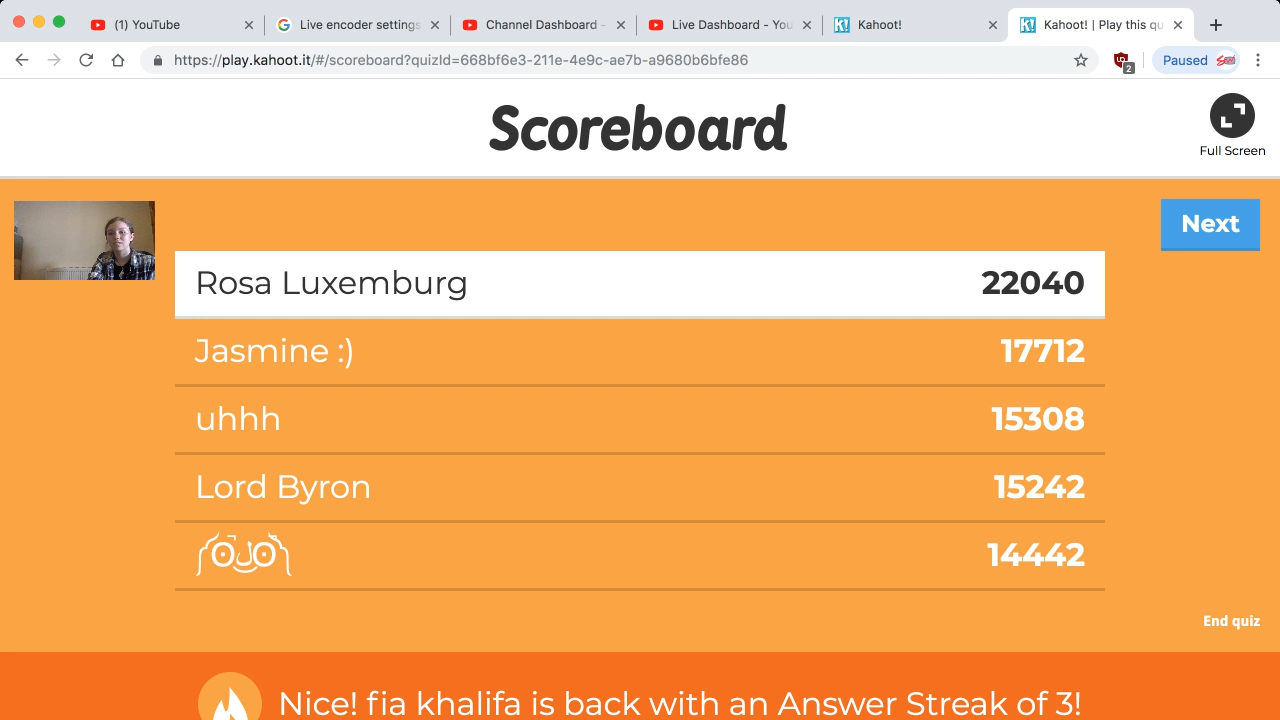 (1) YouTube
Live encoder settings
Channel Dashboard -
Live Dashboard - You
Kahoot!
Kahoot! | Play this qu
https://play.kahoot.it/#/scoreboard?quizId=668bf6e3-211e-4e9c-ae7b-a9680b6bfe86
2
Paused
Scoreboard
Full Screen
Next
Rosa Luxemburg 22040
Jasmine :) 17712
uhhh 15308
Lord Byron 15242
14442
End quiz
Nice! fia khalifa is back with an Answer Streak of 3!